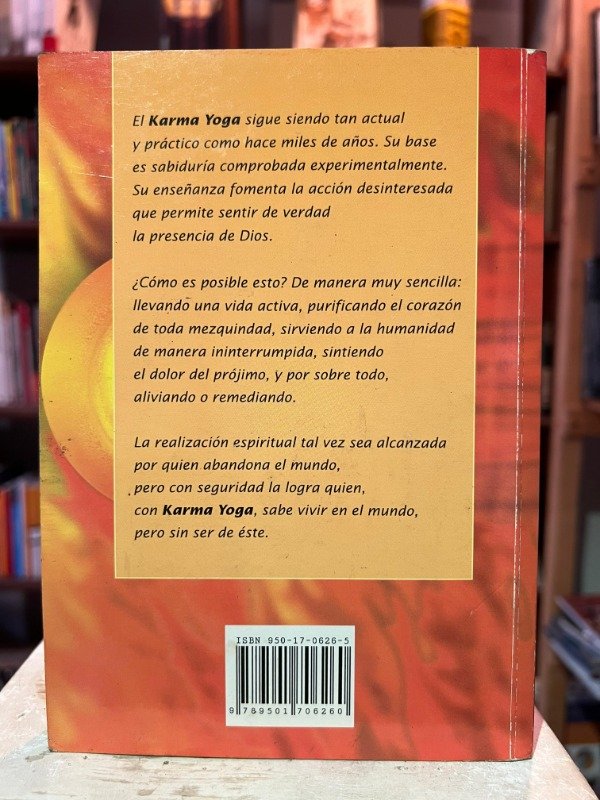 El Karma Yoga sigue siendo tan actual
y práctico como hace miles de años. Su base
es sabiduría comprobada experimentalmente.
Su enseñanza fomenta la acción desinteresada
que permite sentir de verdad
la presencia de Dios.
¿Cómo es posible esto? De manera muy sencilla:
llevando una vida activa, purificando el corazón
de toda mezquindad, sirviendo a la humanidad
de manera ininterrumpida, sintiendo
el dolor del prójimo, y por sobre todo,
aliviando o remediando.
La realización espiritual tal vez sea alcanzada
por quien abandona el mundo,
pero con seguridad la logra quien,
con Karma Yoga, sabe vivir en el mundo,
pero sin ser de éste.
ISBN 950-17-0626-5
9 789501 706260